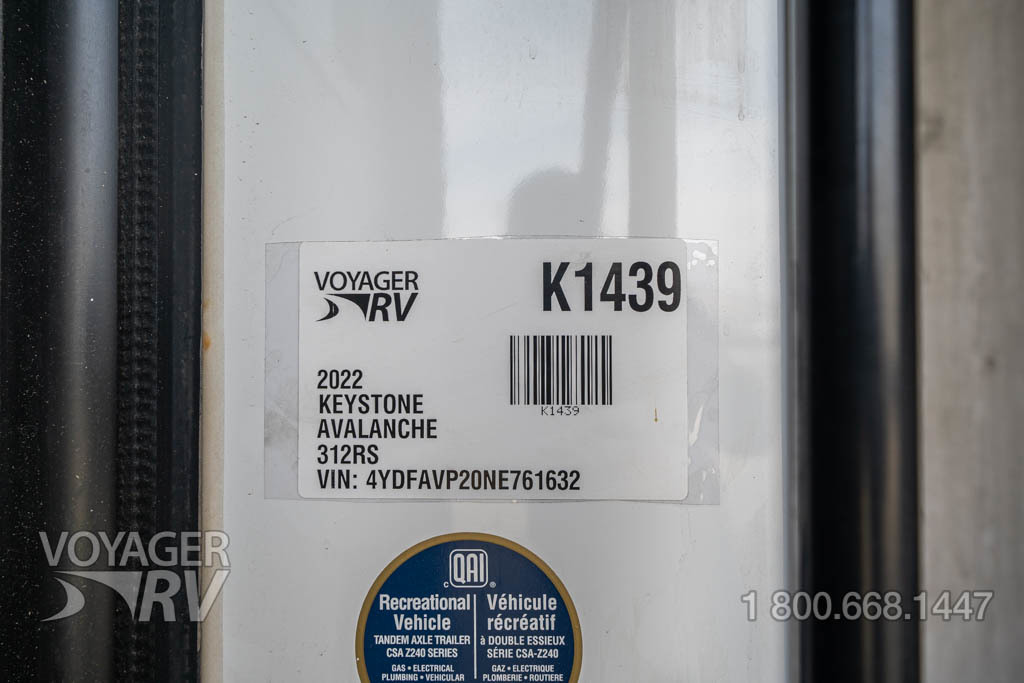 VOYAGER
RV
K1439
K1439
2022
KEYSTONE
AVALANCHE
312RS
VIN: 4YDFAVP20NE761632
C QAI ®
Recreational
Vehicle
TANDEM AXLE TRAILER
CSA Z240 SERIES
GAS • ELECTRICAL
PLUMBING • VEHICULAR
Véhicule
récréatif
à DOUBLE ESSIEUX
SÉRIE CSA-Z240
GAZ • ELECTRIQUE
PLOMBERIE • ROUTIERE
VOYAGER
RV
1 800.668.1447